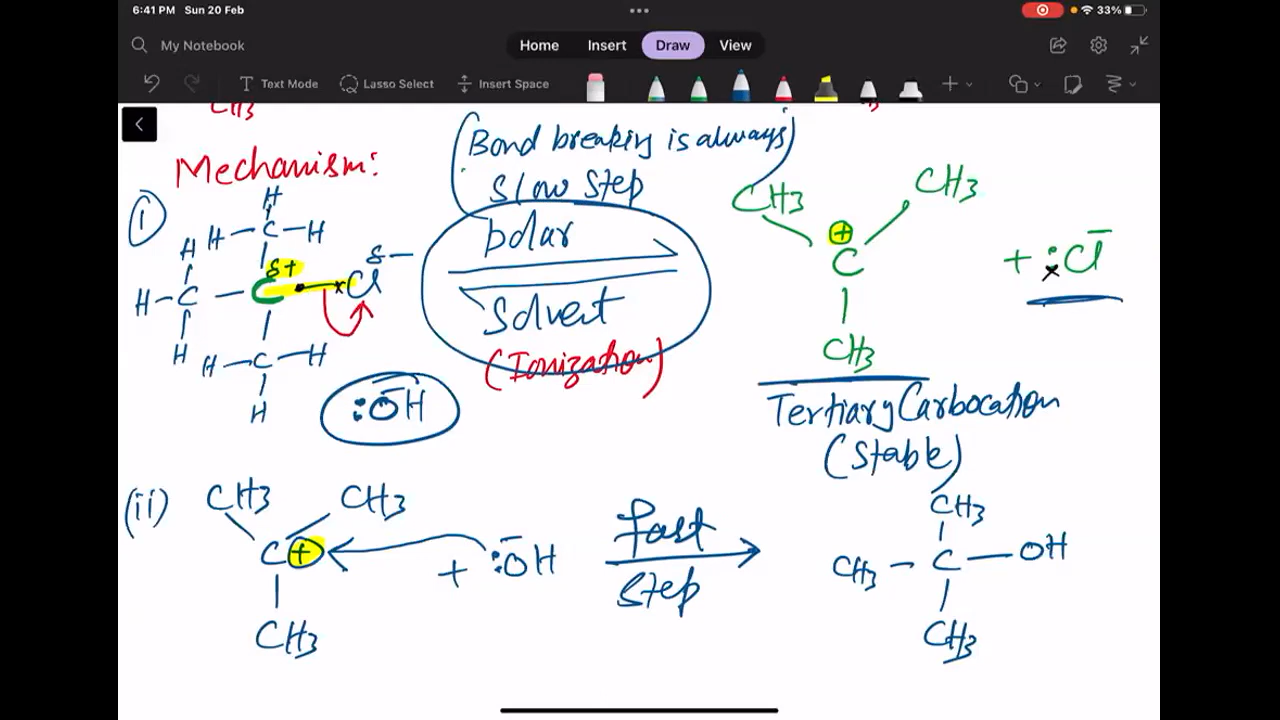 6:41 PM Sun 20 Feb
33%
My Notebook
Home Insert Draw View
Text Mode Lasso Select Insert Space
CH3
Mechanism:
(Bond breaking is always)
slow step
(i)
H
H-C-H
H
H-C-C-Cl
δ+
δ-
H
H-C-H
H
polar
Solvent
(Ionization)
:ŌH
CH3 CH3
+
C
CH3
+ :Cl-
Tertiary Carbocation
(Stable)
(ii)
CH3 CH3
C+
CH3
+ :ŌH
fast
step
CH3
CH3-C-OH
CH3